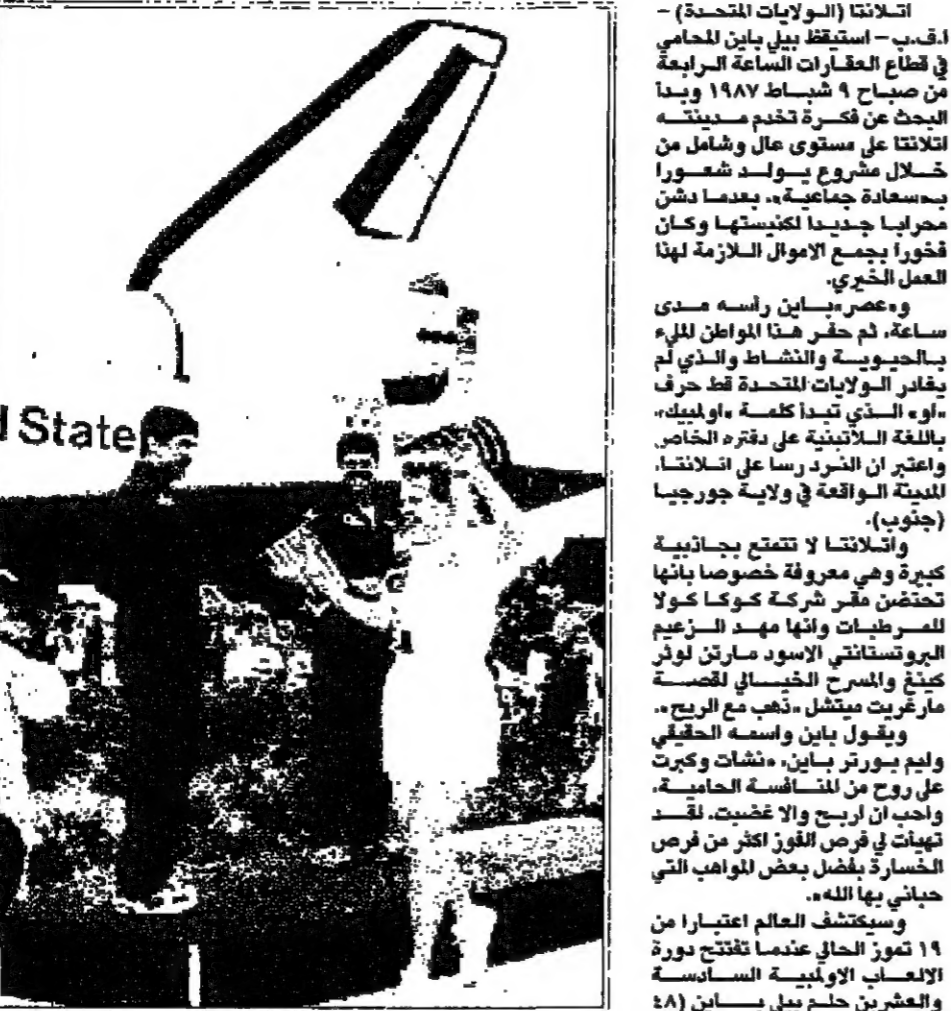 اتلانتا (الولايات المتحدة) –
ا.ف.ب – استيقظ بيلي باين المحامي
في قطاع العقارات الساعة الرابعة
من صباح ٩ شباط ١٩٨٧ وبدا
البحث عن فكرة تخدم مدينته
اتلانتا على مستوى عال وشامل من
خلال مشروع يولد شعورا
بـ«سعادة جماعية»، بعدما دشن
محرابا جديدا لكنيستها وكان
فخورا بجمع الاموال اللازمة لهذا
العمل الخيري.
و«عصر» باين رأسه مدى
ساعة، ثم حفر هذا المواطن المليء
بالحيوية والنشاط والذي لم
يغادر الولايات المتحدة قط حرف
«او» الذي تبدأ كلمة «اولمبيك»،
باللغة اللاتينية على دفتره الخاص
واعتبر ان النرد رسا على اتلانتا،
المدينة الواقعة في ولاية جورجيا
(جنوب).
واتلانتا لا تتمتع بجاذبية
كبيرة وهي معروفة خصوصا بانها
تحتضن مقر شركة كوكا كولا
للمرطبات وانها مهد الزعيم
البروتستانتي الاسود مارتن لوثر
كينغ والمسرح الخيالي لقصة
مارغريت ميتشل «ذهب مع الريح».
ويقول باين واسمه الحقيقي
وليم بورتر باين، «نشات وكبرت
على روح من المنافسة الحامية،
واحب ان اربح والا غضبت، لقد
تهيأت لي فرص الفوز اكثر من فرص
الخسارة بفضل بعض المواهب التي
حباني بها الله».
وسيكتشف العالم اعتبارا من
١٩ تموز الحالي عندما تفتتح دورة
الالعاب الاولمبية السادسة
والعشرين حلم بيلي باين (٤٨
d State